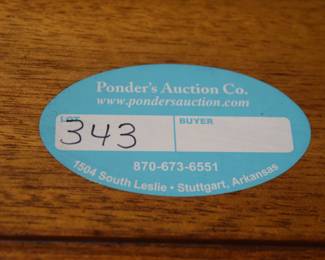 Ponder's Auction Co.
www.pondersauction.com
LOT BUYER
343
870-673-6551
1504 South Leslie • Stuttgart, Arkansas